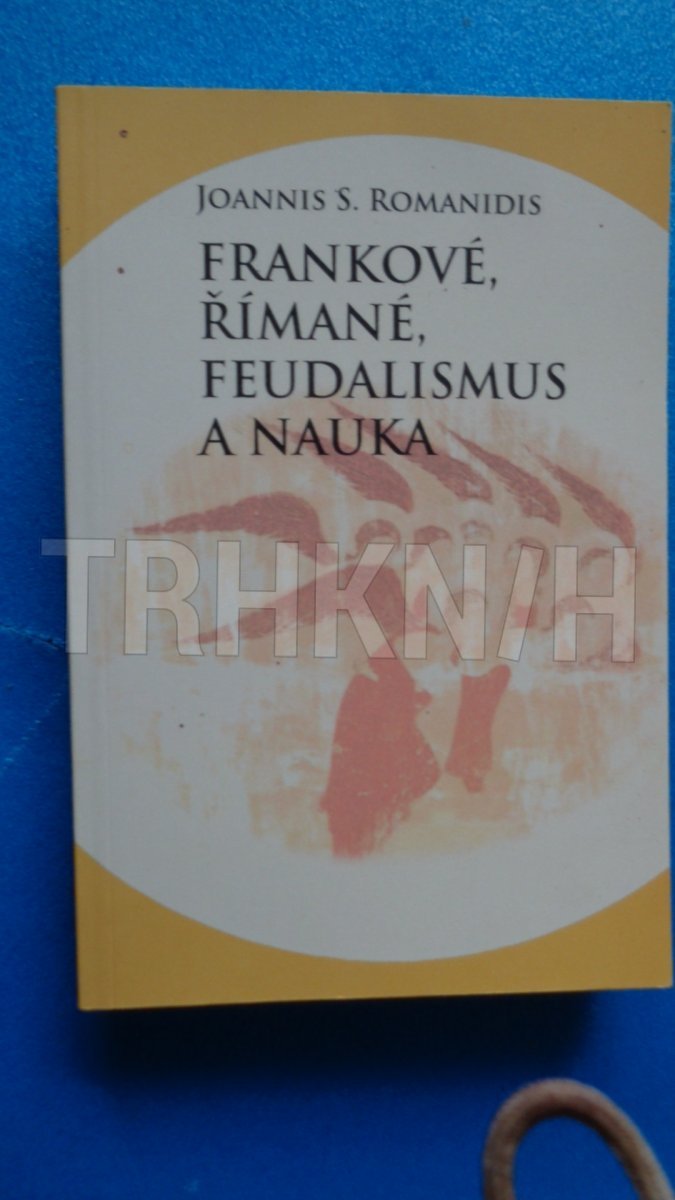 JOANNIS S. ROMANIDIS
FRANKOVÉ,
ŘÍMANÉ,
FEUDALISMUS
A NAUKA
TRHKNIH